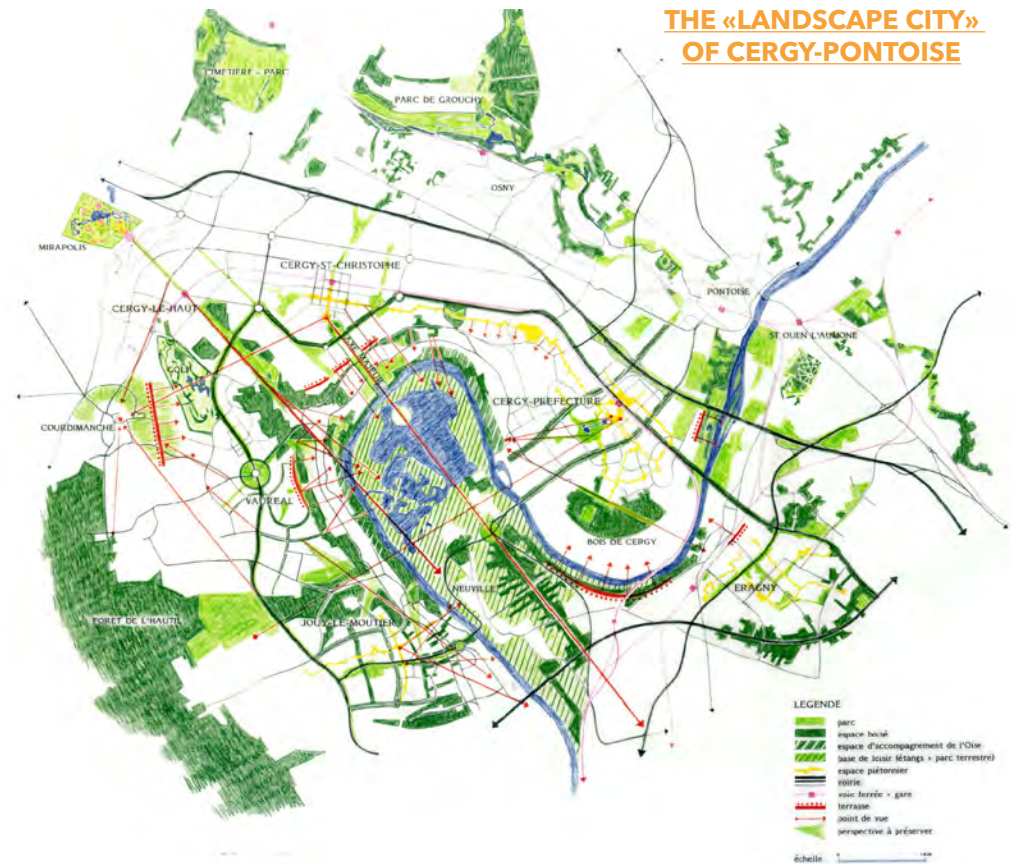 THE «LANDSCAPE CITY»
OF CERGY-PONTOISE
CIMETIÈRE - PARC
PARC DE GROUCHY
OSNY
MIRAPOLIS
CERGY-ST-CHRISTOPHE
PONTOISE
CERGY-LE-HAUT
ST OUEN L'AUMONE
AXE MAJEUR
GOLF
CERGY-PREFECTURE
COURDIMANCHE
VAUREAL
BOIS DE CERGY
NEUVILLE
ERAGNY
FORET DE L'HAUTIL
JOUY-LE-MOUTIER
LEGENDE
parc
espace boisé
espace d'accompagnement de l'Oise
base de loisir (étangs + parc terrestre)
espace piétonnier
voirie
voie ferrée + gare
terrasse
point de vue
perspective à préserver
échelle